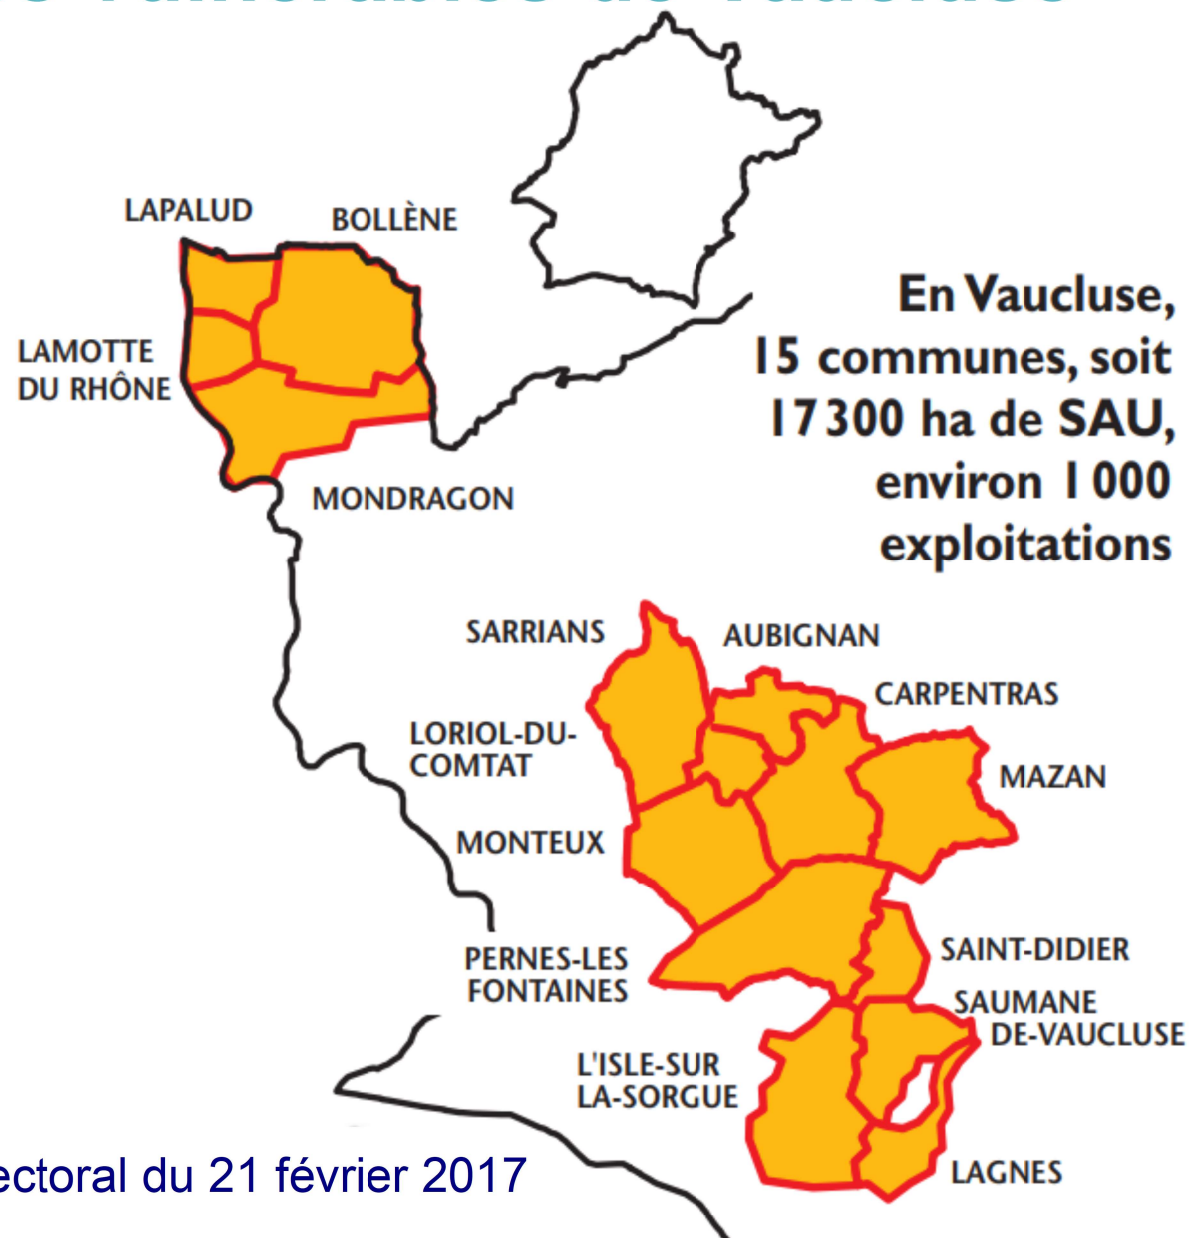 Vaucluse
LAPALUD
BOLLÈNE
En Vaucluse,
15 communes, soit
17300 ha de SAU,
environ 1000
exploitations
LAMOTTE
DU RHÔNE
MONDRAGON
SARRIANS
AUBIGNAN
CARPENTRAS
LORIOL-DU-
COMTAT
MAZAN
MONTEUX
PERNES-LES
FONTAINES
SAINT-DIDIER
SAUMANE
DE-VAUCLUSE
L'ISLE-SUR
LA-SORGUE
LAGNES
ectoral du 21 février 2017